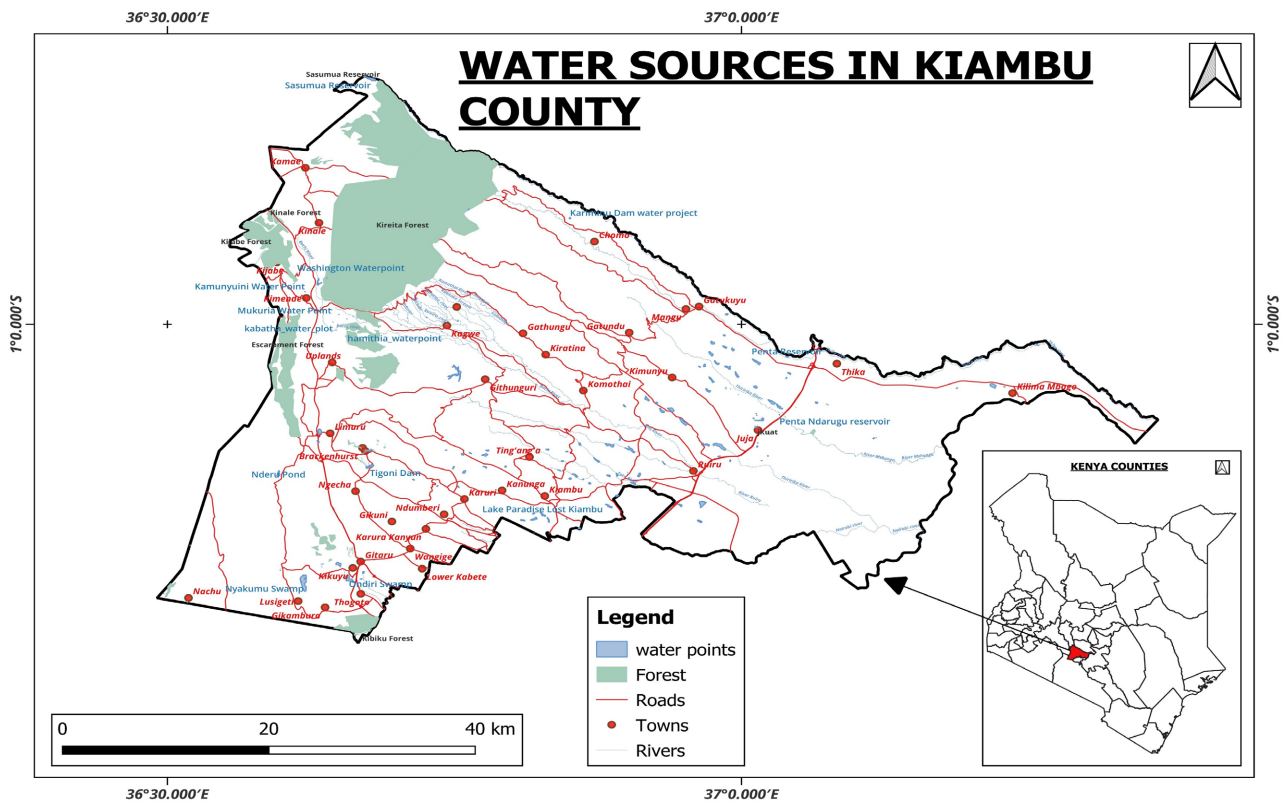 36°30.000′E
37°0.000′E
WATER SOURCES IN KIAMBU
COUNTY
Sasumua Reservoir
Sasumua Reservoir
Kamae
Kinale Forest
Kireita Forest
Karimenu Dam water project
Kinale
Chomo
Kijabe Forest
Kijabe
Washington Waterpoint
Kamunyuini Water Point
Kimende
Gatukuyu
Mukuria Water Point
Mangu
1°0.000′S
1°0.000′S
kabatha_water_plot
Kagwe
Gathungu
Gatundu
hamithia_waterpoint
Escarpment Forest
Kiratina
Penta Reservoir
Uplands
Thika
Githunguri
Komothai
Kimunyu
Kilima Mbogo
Penta Ndarugu reservoir
Limuru
Juja
Jkuat
Brackenhurst
Ting'ang'a
Nderu Pond
Tigoni Dam
Ruiru
KENYA COUNTIES
Ngecha
Karuri
Kanunga
Kiambu
Ndumberi
Lake Paradise Lost Kiambu
Gikuni
Karura Kanyungu
Gitaru
Wangige
Kikuyu
Lower Kabete
Nachu
Nyakumu Swamp
Ondiri Swamp
Lusigeti
Thogoto
Gikambura
Kibiku Forest
Legend
water points
Forest
Roads
Towns
Rivers
0
20
40 km
36°30.000′E
37°0.000′E